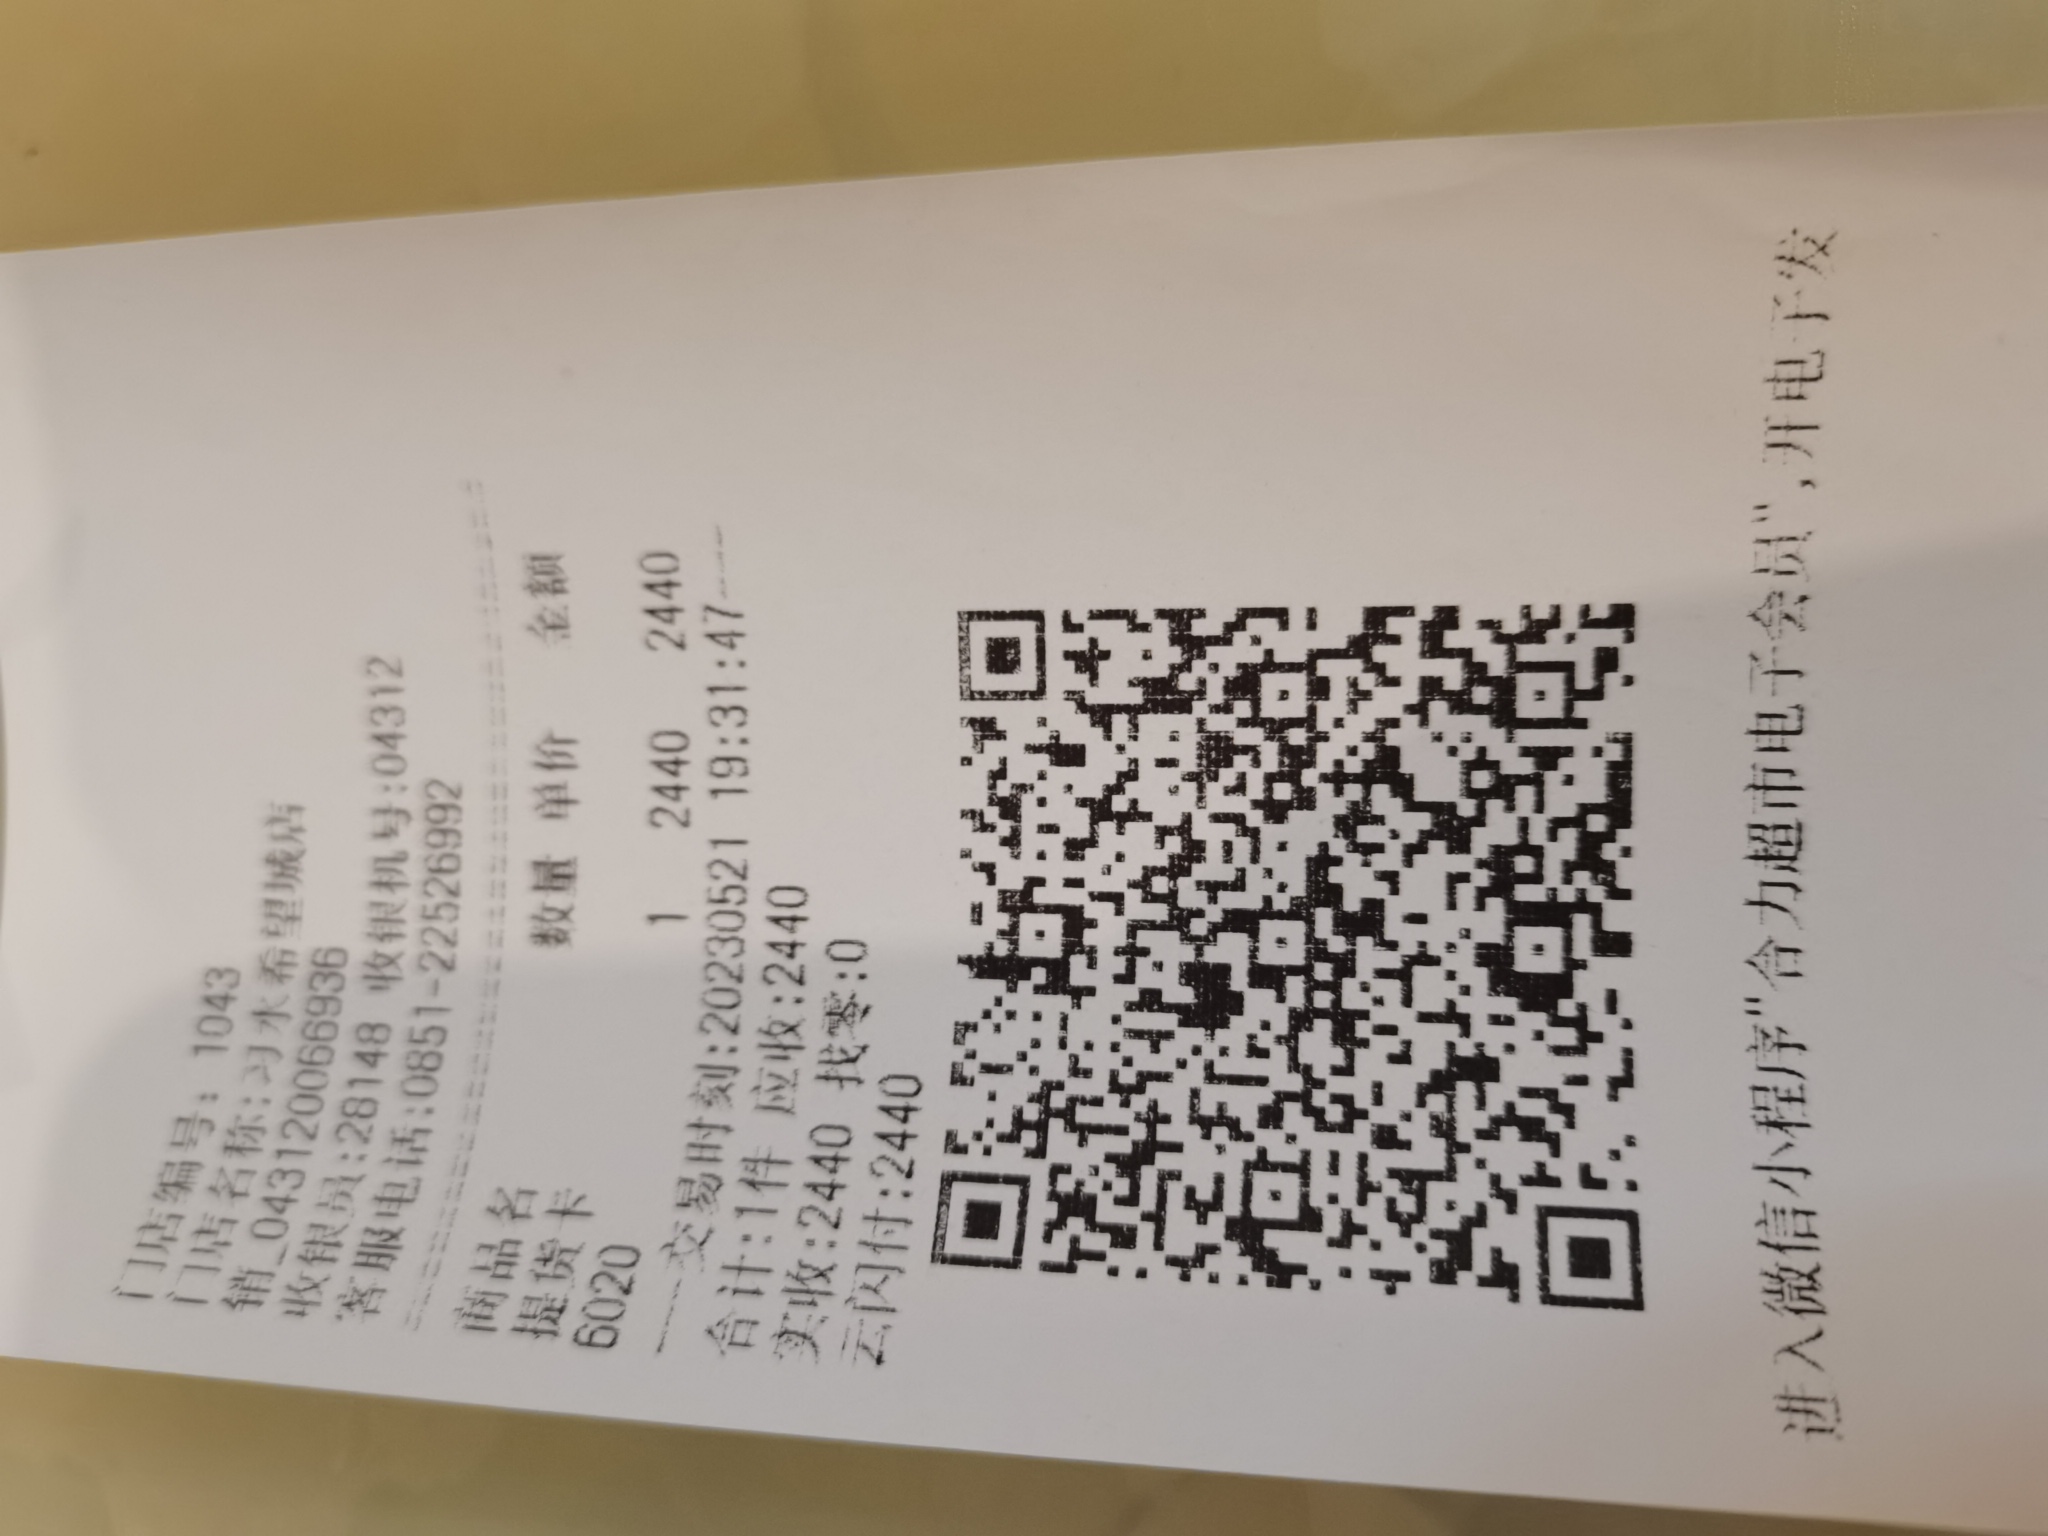 门店编号: 1043
门店名称:习水希望城店
销_0431200669936
收银员:28148 收银机号:04312
客服电话:0851-22526992
商品名 数量 单价 金额
提货卡
6020 1 2440 2440
交易时刻:20230521 19:31:47
合计:1件 应收:2440
实收:2440 找零:0
云闪付:2440
进入微信小程序"合力超市电子会员",开电子发